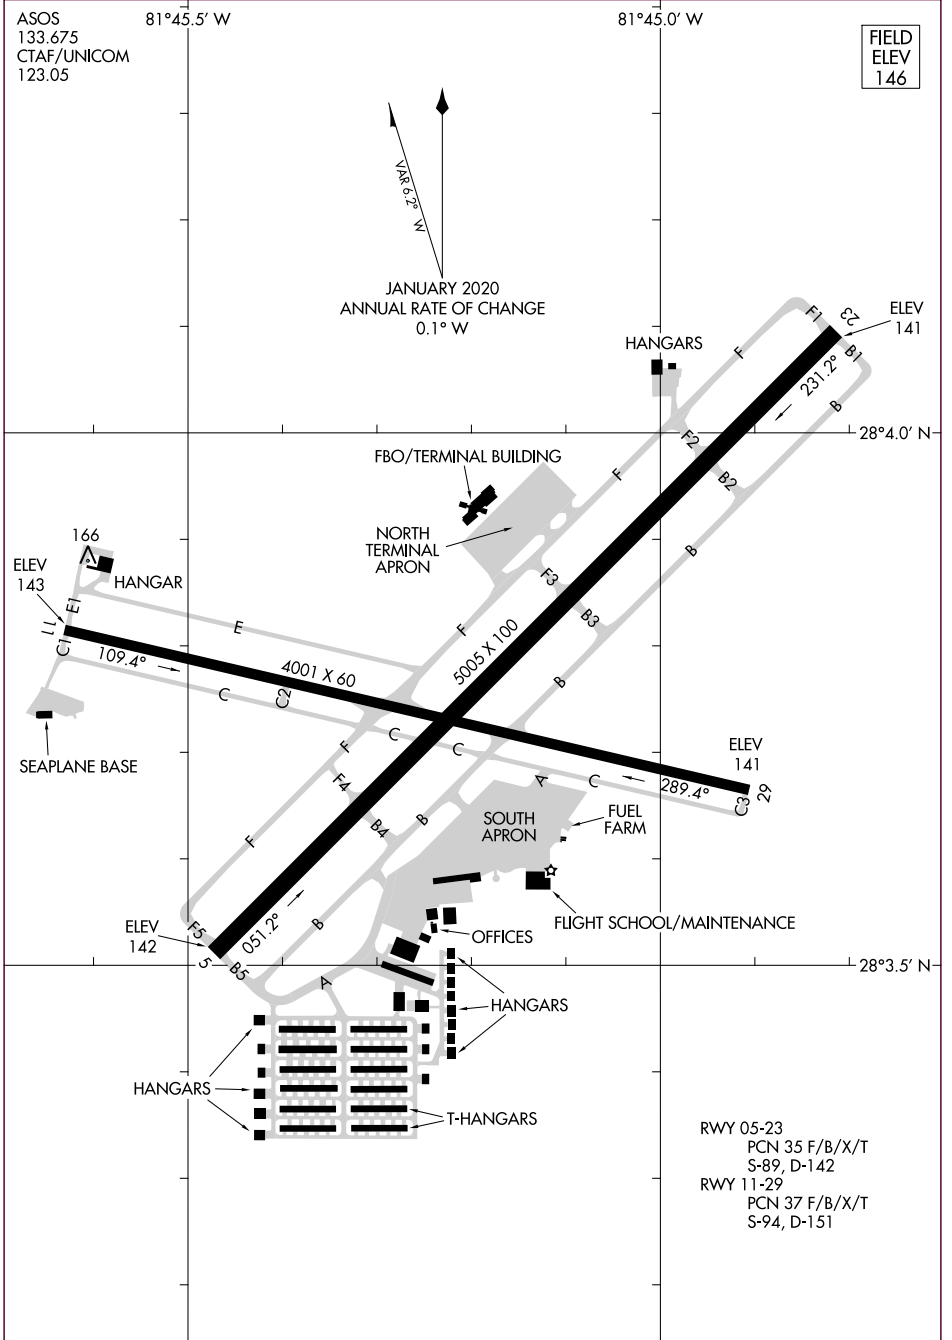 ASOS
133.675
CTAF/UNICOM
123.05
81°45.5' W
81°45.0' W
FIELD
ELEV
146
VAR 6.2° W
JANUARY 2020
ANNUAL RATE OF CHANGE
0.1° W
F1
23
ELEV
141
HANGARS
F
B1
231.2°
B
28°4.0' N
F2
FBO/TERMINAL BUILDING
F
B2
166
NORTH
TERMINAL
APRON
B
ELEV
143
HANGAR
F3
E1
B3
11
E
F
C1
109.4°
5005 X 100
4001 X 60
B
C
C2
C
C
F
SEAPLANE BASE
ELEV
141
A
C
289.4°
29
C3
F4
SOUTH
APRON
FUEL
FARM
B
B4
F
FLIGHT SCHOOL/MAINTENANCE
ELEV
142
F5
051.2°
B
OFFICES
5
B5
28°3.5' N
A
HANGARS
HANGARS
T-HANGARS
RWY 05-23
PCN 35 F/B/X/T
S-89, D-142
RWY 11-29
PCN 37 F/B/X/T
S-94, D-151